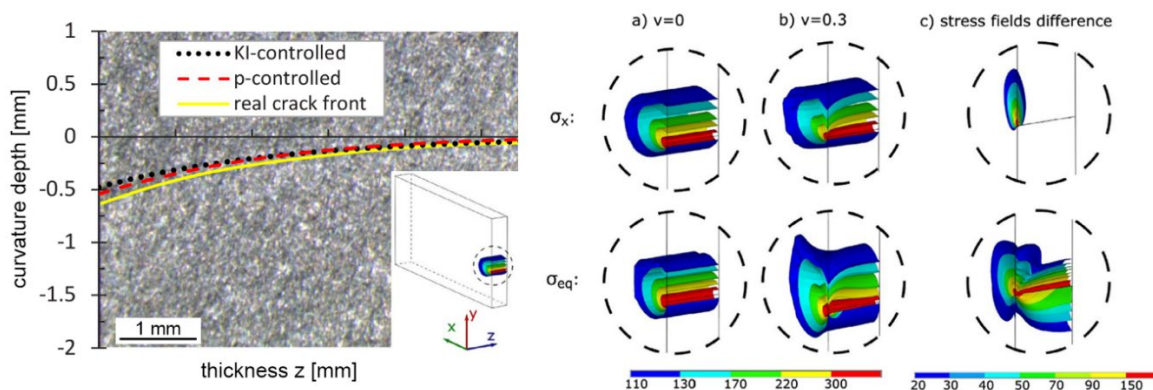 1
0.5
0
-0.5
-1
-1.5
-2
curvature depth [mm]
KI-controlled
p-controlled
real crack front
1 mm
thickness z [mm]
y
x
z
a) ν=0
b) ν=0.3
c) stress fields difference
σx:
σeq:
110 130 170 220 300
20 30 40 50 70 90 150